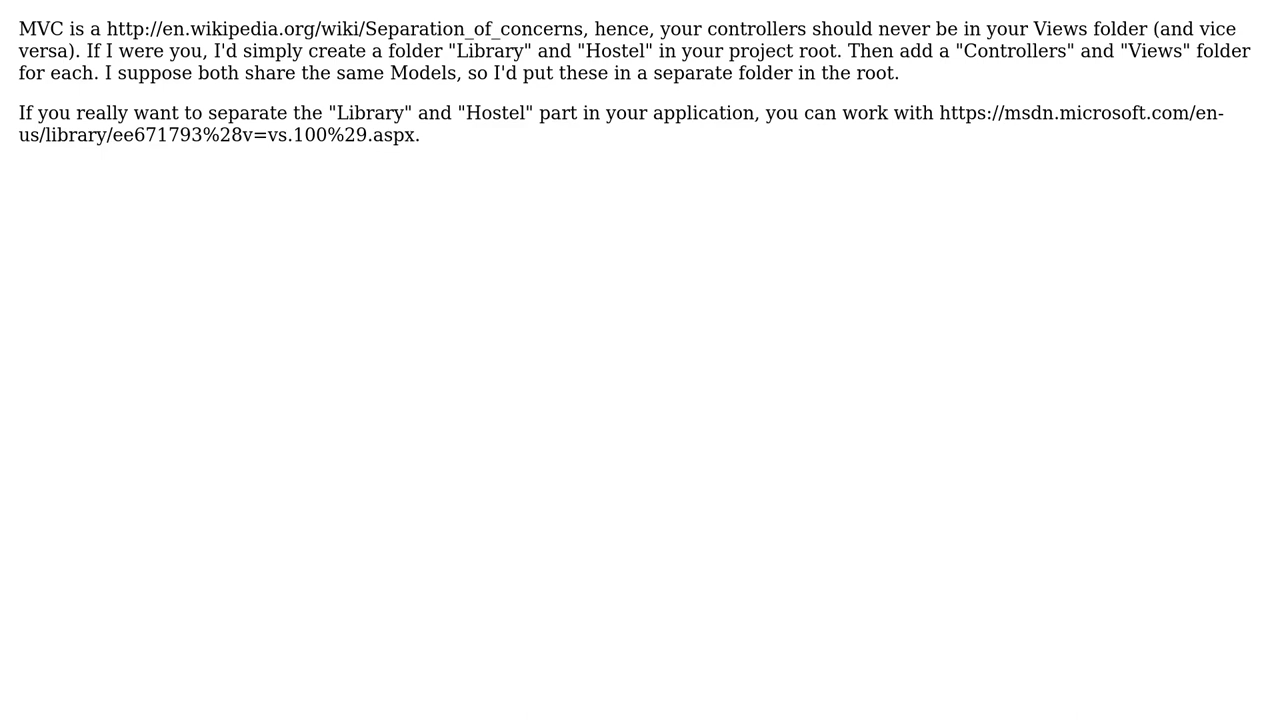 MVC is a http://en.wikipedia.org/wiki/Separation_of_concerns, hence, your controllers should never be in your Views folder (and vice
versa). If I were you, I'd simply create a folder "Library" and "Hostel" in your project root. Then add a "Controllers" and "Views" folder
for each. I suppose both share the same Models, so I'd put these in a separate folder in the root.
If you really want to separate the "Library" and "Hostel" part in your application, you can work with https://msdn.microsoft.com/en-
us/library/ee671793%28v=vs.100%29.aspx.